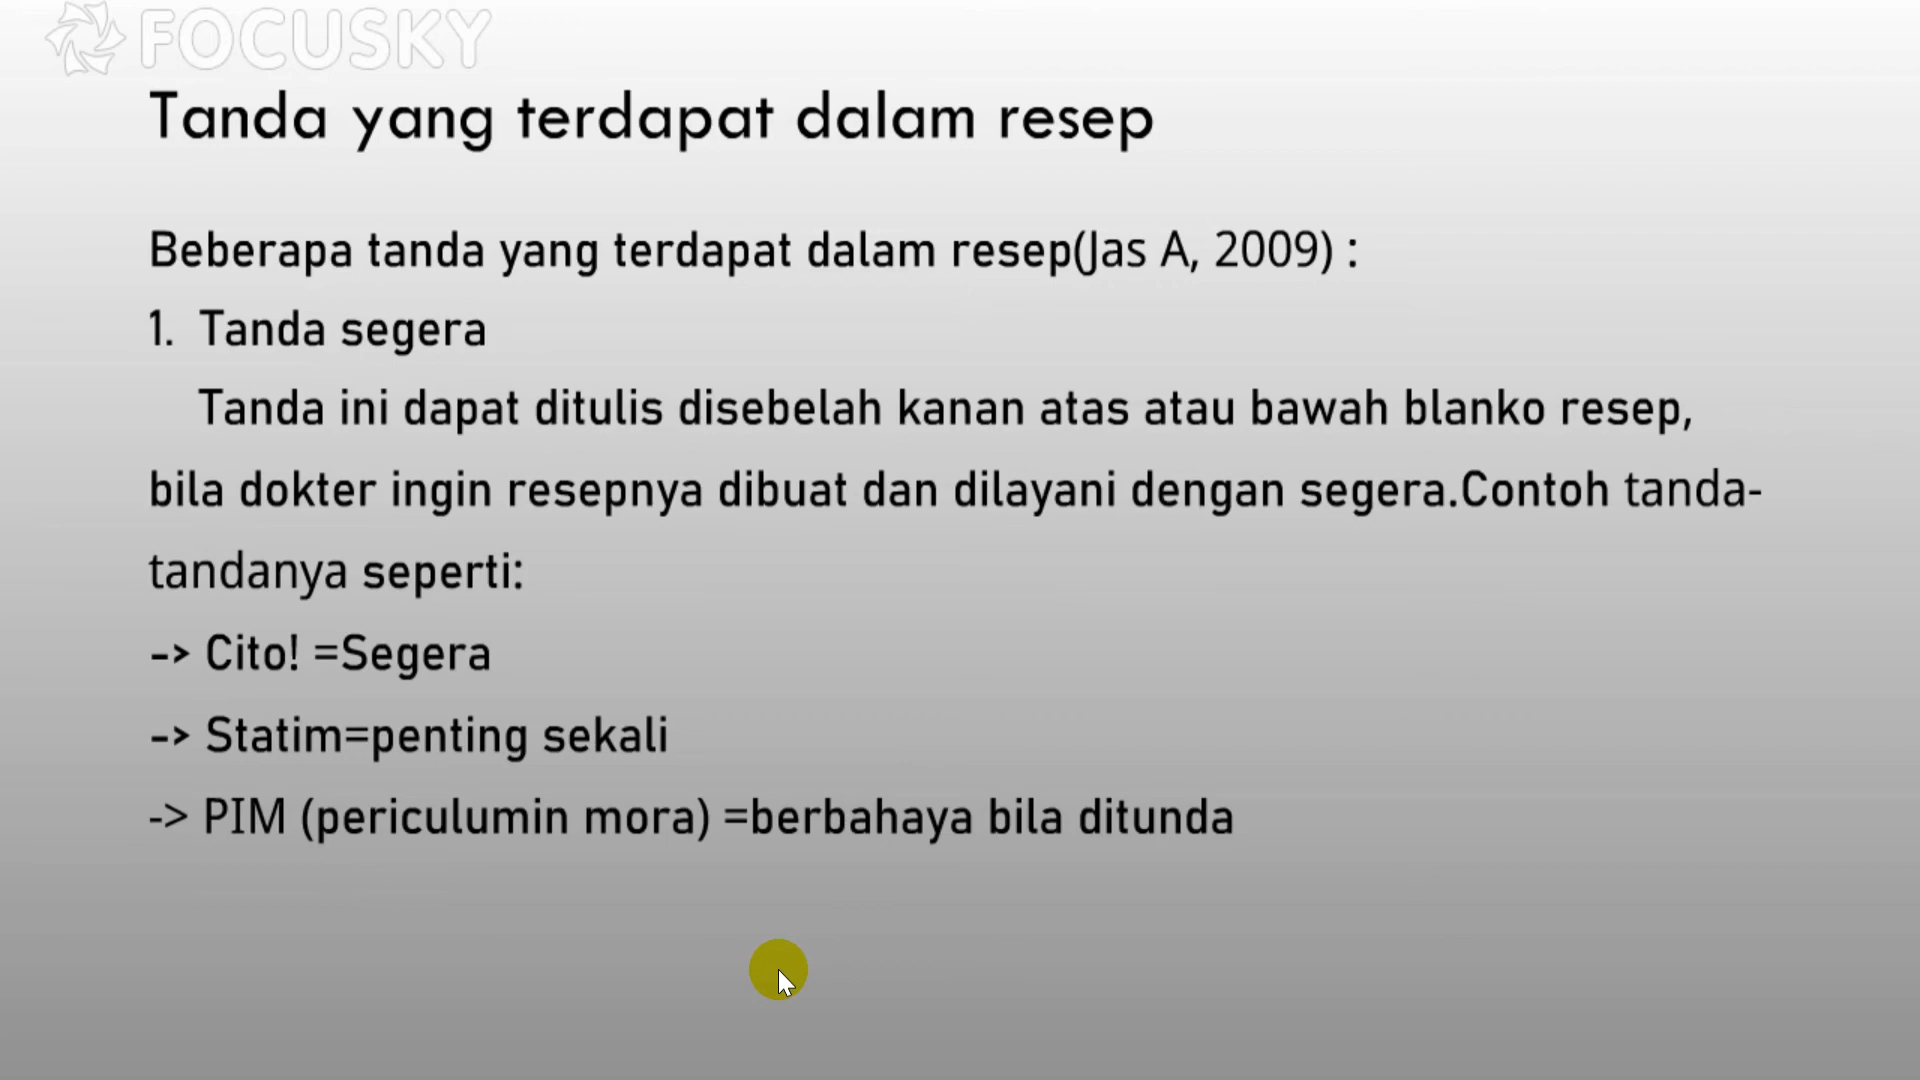 FOCUSKY
Tanda yang terdapat dalam resep
Beberapa tanda yang terdapat dalam resep(Jas A, 2009) :
1. Tanda segera
Tanda ini dapat ditulis disebelah kanan atas atau bawah blanko resep,
bila dokter ingin resepnya dibuat dan dilayani dengan segera.Contoh tanda-
tandanya seperti:
-> Cito! =Segera
-> Statim=penting sekali
-> PIM (periculumin mora) =berbahaya bila ditunda